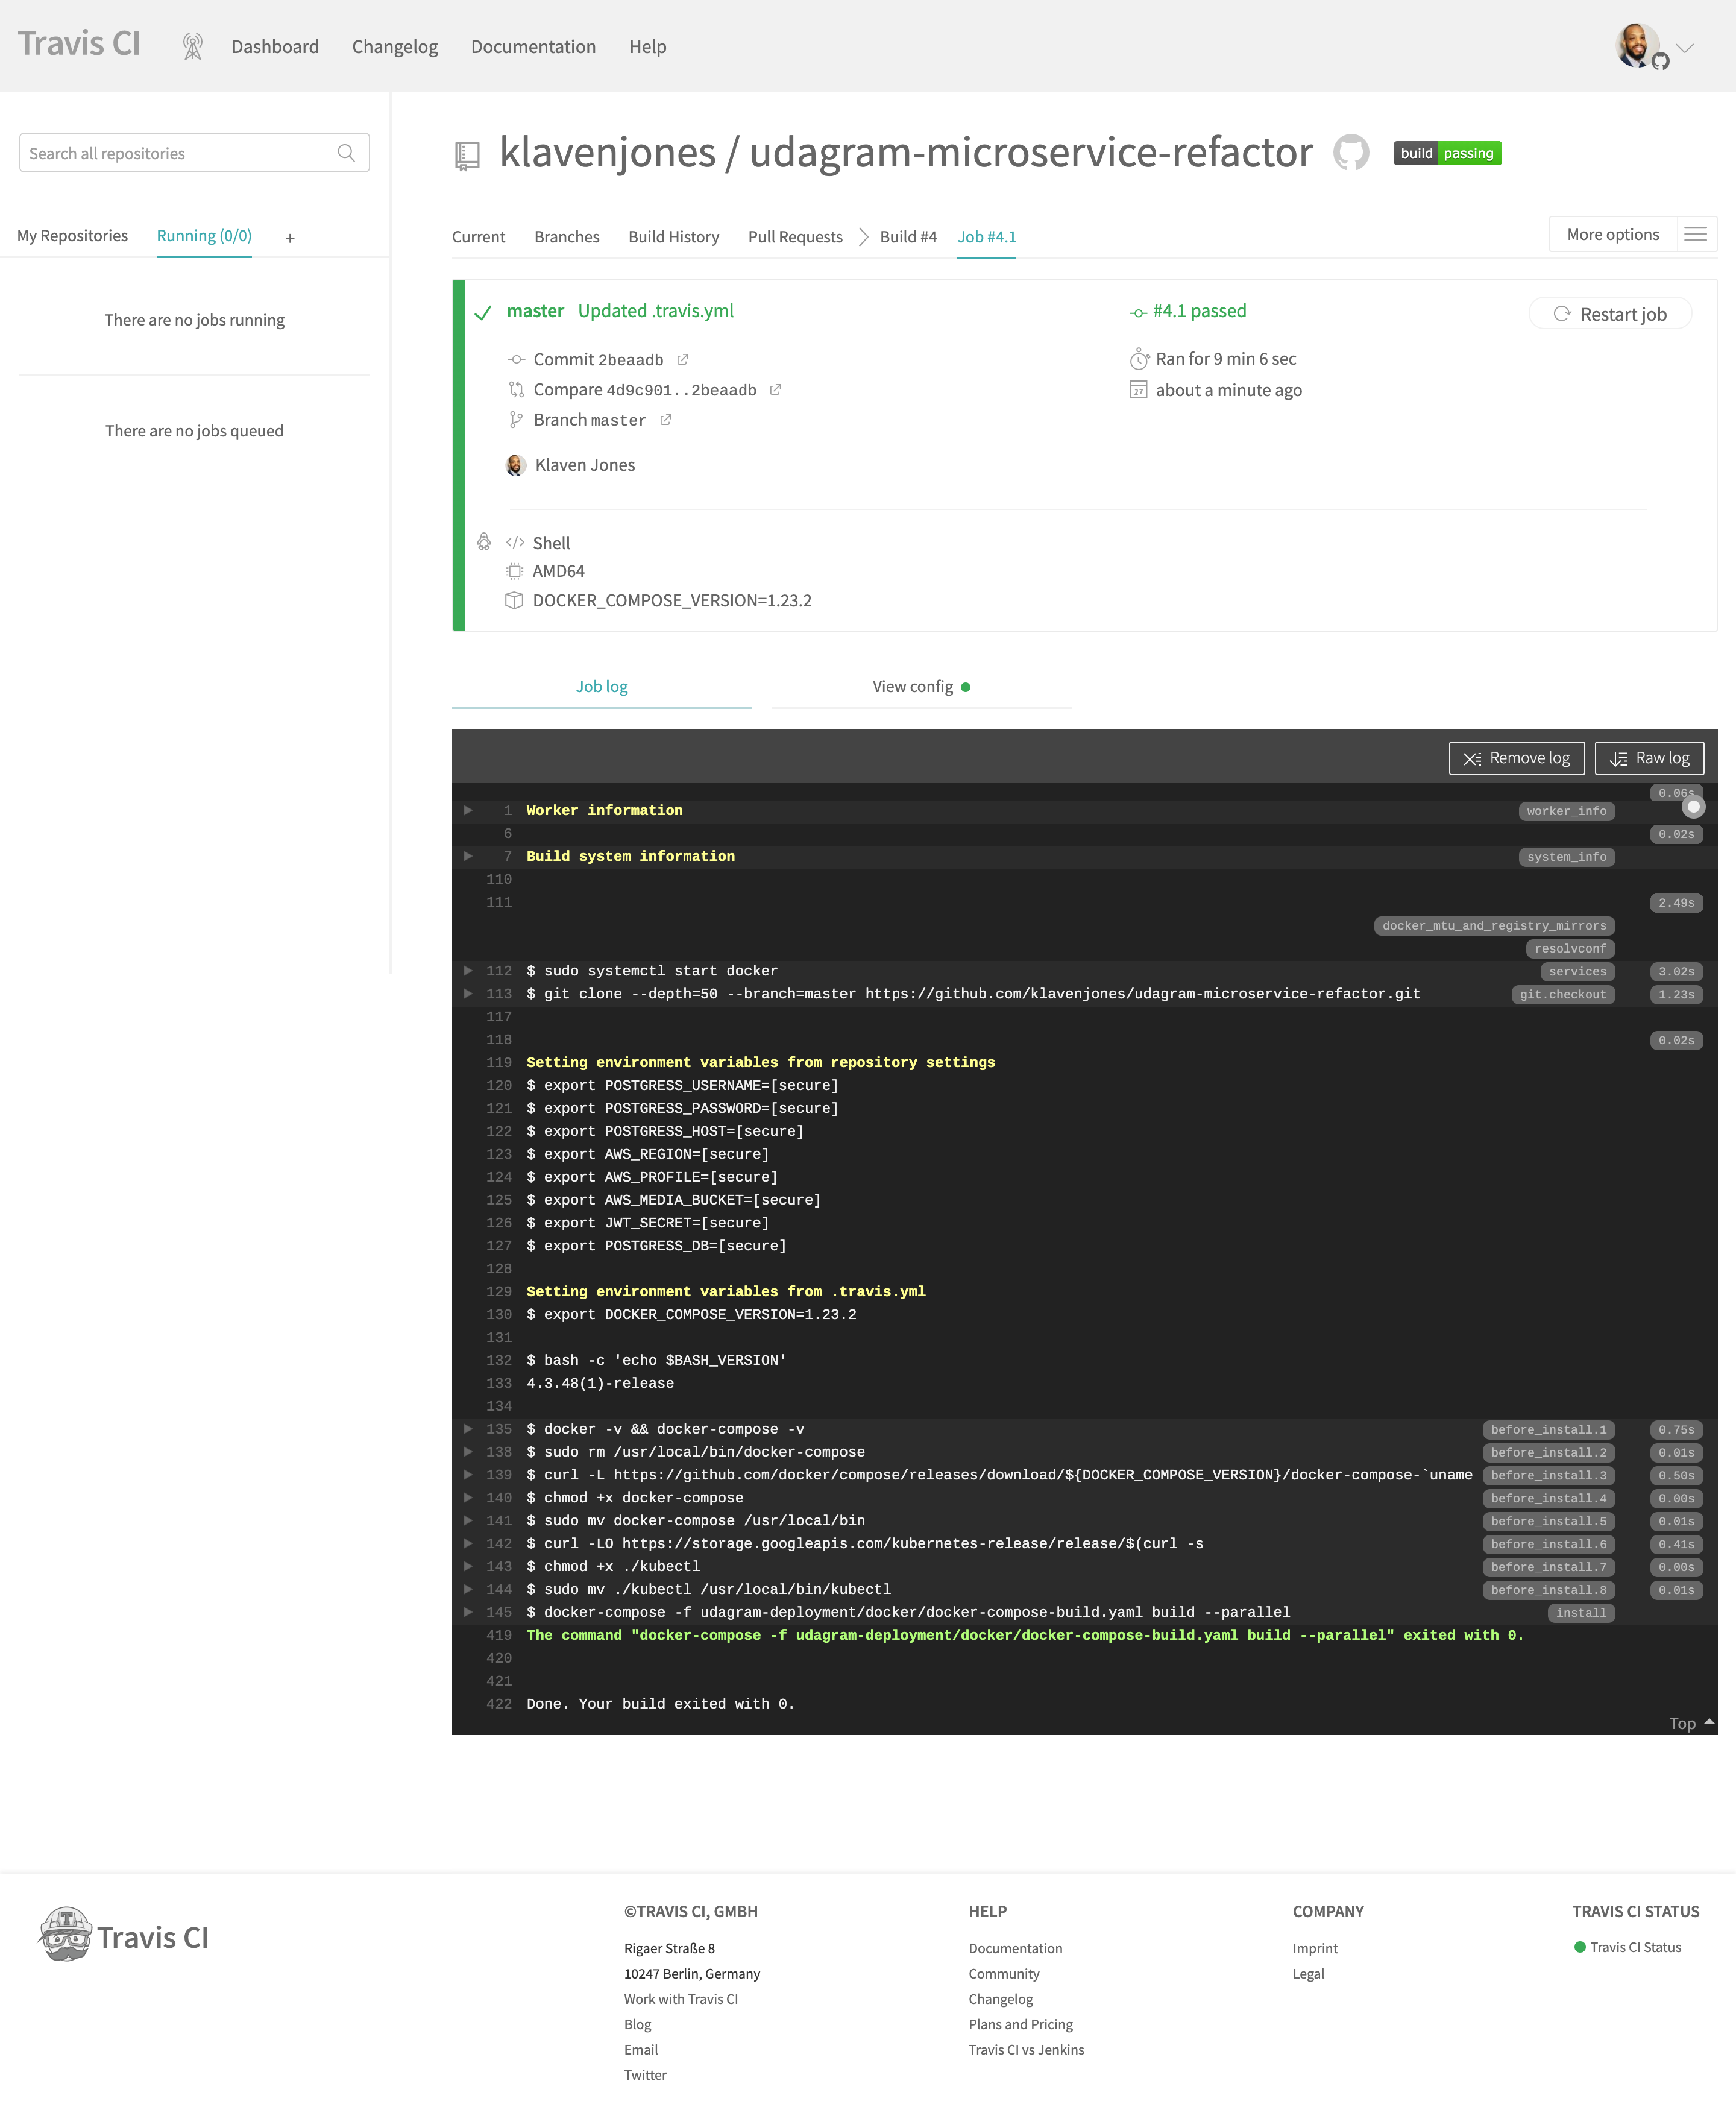 Travis CI
Dashboard Changelog Documentation Help
Search all repositories
My Repositories Running (0/0) +
There are no jobs running
There are no jobs queued
klavenjones / udagram-microservice-refactor build passing
Current Branches Build History Pull Requests Build #4 Job #4.1
More options
master Updated .travis.yml
Commit 2beaadb
Compare 4d9c901..2beaadb
Branch master
Klaven Jones
#4.1 passed
Ran for 9 min 6 sec
27 about a minute ago
Restart job
</> Shell
AMD64
DOCKER_COMPOSE_VERSION=1.23.2
Job log View config
Remove log Raw log
0.06s
1 Worker information worker_info
6 0.02s
7 Build system information system_info
110
111 2.49s
docker_mtu_and_registry_mirrors
resolvconf
112 $ sudo systemctl start docker services 3.02s
113 $ git clone --depth=50 --branch=master https://github.com/klavenjones/udagram-microservice-refactor.git git.checkout 1.23s
117
118 0.02s
119 Setting environment variables from repository settings
120 $ export POSTGRESS_USERNAME=[secure]
121 $ export POSTGRESS_PASSWORD=[secure]
122 $ export POSTGRESS_HOST=[secure]
123 $ export AWS_REGION=[secure]
124 $ export AWS_PROFILE=[secure]
125 $ export AWS_MEDIA_BUCKET=[secure]
126 $ export JWT_SECRET=[secure]
127 $ export POSTGRESS_DB=[secure]
128
129 Setting environment variables from .travis.yml
130 $ export DOCKER_COMPOSE_VERSION=1.23.2
131
132 $ bash -c 'echo $BASH_VERSION'
133 4.3.48(1)-release
134
135 $ docker -v && docker-compose -v before_install.1 0.75s
138 $ sudo rm /usr/local/bin/docker-compose before_install.2 0.01s
139 $ curl -L https://github.com/docker/compose/releases/download/${DOCKER_COMPOSE_VERSION}/docker-compose-`uname before_install.3 0.50s
140 $ chmod +x docker-compose before_install.4 0.00s
141 $ sudo mv docker-compose /usr/local/bin before_install.5 0.01s
142 $ curl -LO https://storage.googleapis.com/kubernetes-release/release/$(curl -s before_install.6 0.41s
143 $ chmod +x ./kubectl before_install.7 0.00s
144 $ sudo mv ./kubectl /usr/local/bin/kubectl before_install.8 0.01s
145 $ docker-compose -f udagram-deployment/docker/docker-compose-build.yaml build --parallel install
419 The command "docker-compose -f udagram-deployment/docker/docker-compose-build.yaml build --parallel" exited with 0.
420
421
422 Done. Your build exited with 0.
Top
Travis CI
©TRAVIS CI, GMBH
Rigaer Straße 8
10247 Berlin, Germany
Work with Travis CI
Blog
Email
Twitter
HELP
Documentation
Community
Changelog
Plans and Pricing
Travis CI vs Jenkins
COMPANY
Imprint
Legal
TRAVIS CI STATUS
Travis CI Status